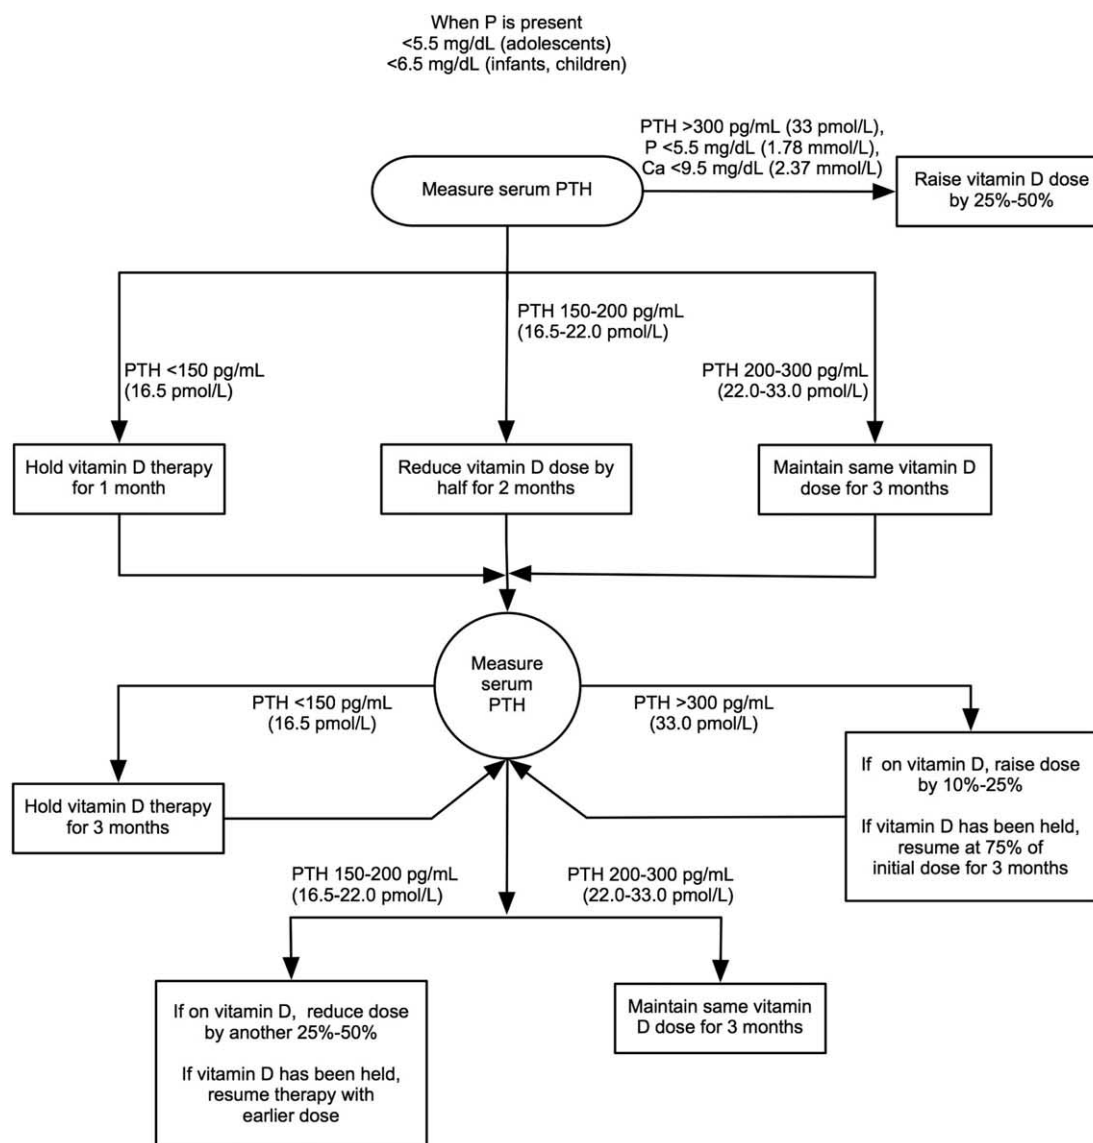 When P is present
<5.5 mg/dL (adolescents)
<6.5 mg/dL (infants, children)
PTH >300 pg/mL (33 pmol/L),
P <5.5 mg/dL (1.78 mmol/L),
Ca <9.5 mg/dL (2.37 mmol/L)
Measure serum PTH
Raise vitamin D dose
by 25%-50%
PTH <150 pg/mL
(16.5 pmol/L)
PTH 150-200 pg/mL
(16.5-22.0 pmol/L)
PTH 200-300 pg/mL
(22.0-33.0 pmol/L)
Hold vitamin D therapy
for 1 month
Reduce vitamin D dose by
half for 2 months
Maintain same vitamin D
dose for 3 months
Measure
serum
PTH
PTH <150 pg/mL
(16.5 pmol/L)
PTH >300 pg/mL
(33.0 pmol/L)
Hold vitamin D therapy
for 3 months
If on vitamin D, raise dose
by 10%-25%
If vitamin D has been held,
resume at 75% of
initial dose for 3 months
PTH 150-200 pg/mL
(16.5-22.0 pmol/L)
PTH 200-300 pg/mL
(22.0-33.0 pmol/L)
If on vitamin D, reduce dose
by another 25%-50%
If vitamin D has been held,
resume therapy with
earlier dose
Maintain same vitamin
D dose for 3 months